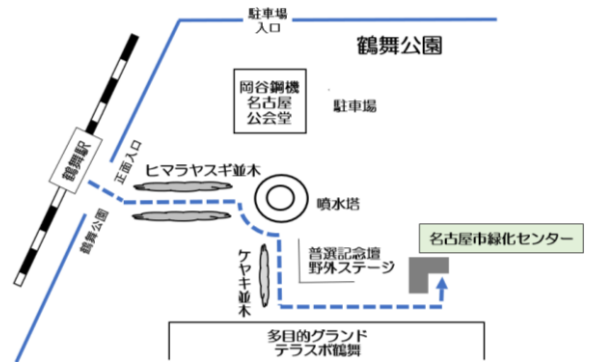 駐車場
入口
鶴舞公園
岡谷鋼機
名古屋
公会堂
駐車場
鶴舞駅
正面入口
鶴舞公園
ヒマラヤスギ並木
噴水塔
普選記念壇
野外ステージ
名古屋市緑化センター
ケヤキ並木
多目的グランド
テラスポ鶴舞